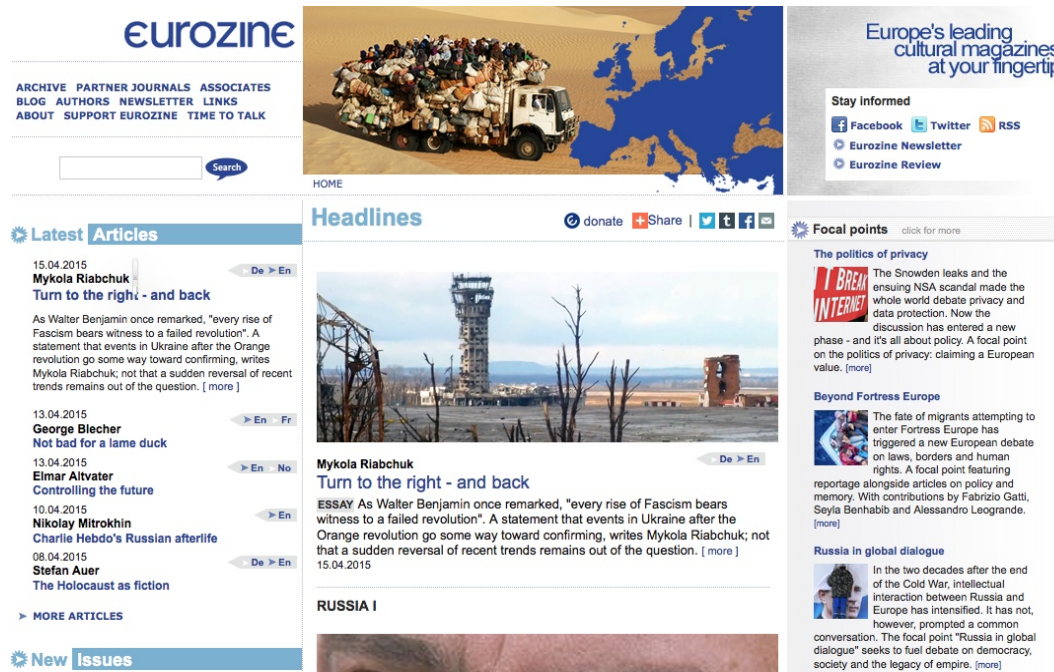 eurozine
ARCHIVE PARTNER JOURNALS ASSOCIATES
BLOG AUTHORS NEWSLETTER LINKS
ABOUT SUPPORT EUROZINE TIME TO TALK
Search
HOME
Europe's leading
cultural magazines
at your fingertip
Stay informed
Facebook Twitter RSS
Eurozine Newsletter
Eurozine Review
Latest Articles
15.04.2015
De En
Mykola Riabchuk
Turn to the right - and back
As Walter Benjamin once remarked, "every rise of
Fascism bears witness to a failed revolution". A
statement that events in Ukraine after the Orange
revolution go some way toward confirming, writes
Mykola Riabchuk; not that a sudden reversal of recent
trends remains out of the question. [ more ]
13.04.2015
En Fr
George Blecher
Not bad for a lame duck
13.04.2015
En No
Elmar Altvater
Controlling the future
10.04.2015
En
Nikolay Mitrokhin
Charlie Hebdo's Russian afterlife
08.04.2015
De En
Stefan Auer
The Holocaust as fiction
MORE ARTICLES
New Issues
Headlines
donate Share |
De En
Mykola Riabchuk
Turn to the right - and back
ESSAY As Walter Benjamin once remarked, "every rise of Fascism bears
witness to a failed revolution". A statement that events in Ukraine after the
Orange revolution go some way toward confirming, writes Mykola Riabchuk; not
that a sudden reversal of recent trends remains out of the question. [ more ]
15.04.2015
RUSSIA I
Focal points click for more
The politics of privacy
T BREAK
INTERNET
The Snowden leaks and the
ensuing NSA scandal made the
whole world debate privacy and
data protection. Now the
discussion has entered a new
phase - and it's all about policy. A focal point
on the politics of privacy: claiming a European
value. [more]
Beyond Fortress Europe
The fate of migrants attempting to
enter Fortress Europe has
triggered a new European debate
on laws, borders and human
rights. A focal point featuring
reportage alongside articles on policy and
memory. With contributions by Fabrizio Gatti,
Seyla Benhabib and Alessandro Leogrande.
[more]
Russia in global dialogue
In the two decades after the end
of the Cold War, intellectual
interaction between Russia and
Europe has intensified. It has not,
however, prompted a common
conversation. The focal point "Russia in global
dialogue" seeks to fuel debate on democracy,
society and the legacy of empire. [more]